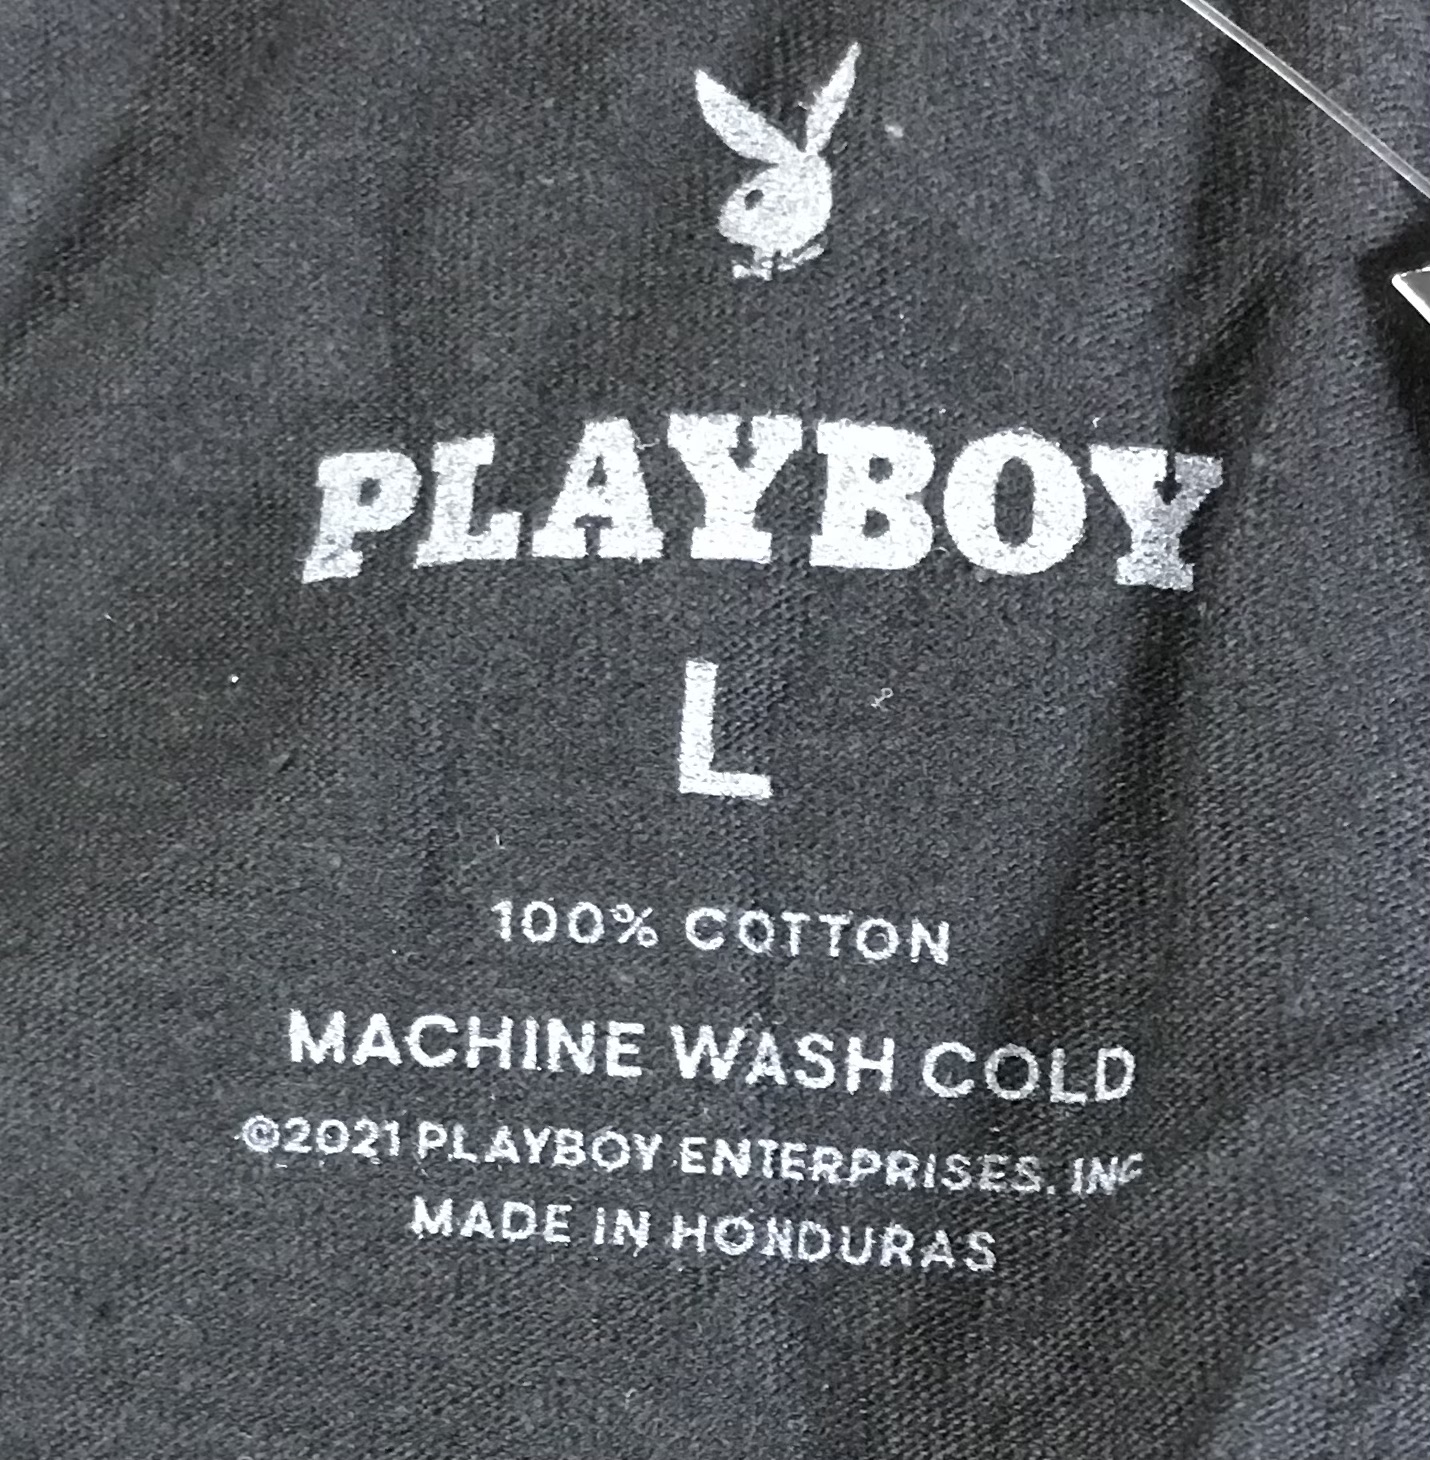 PLAYBOY
L
100% COTTON
MACHINE WASH COLD
©2021 PLAYBOY ENTERPRISES. INC
MADE IN HONDURAS